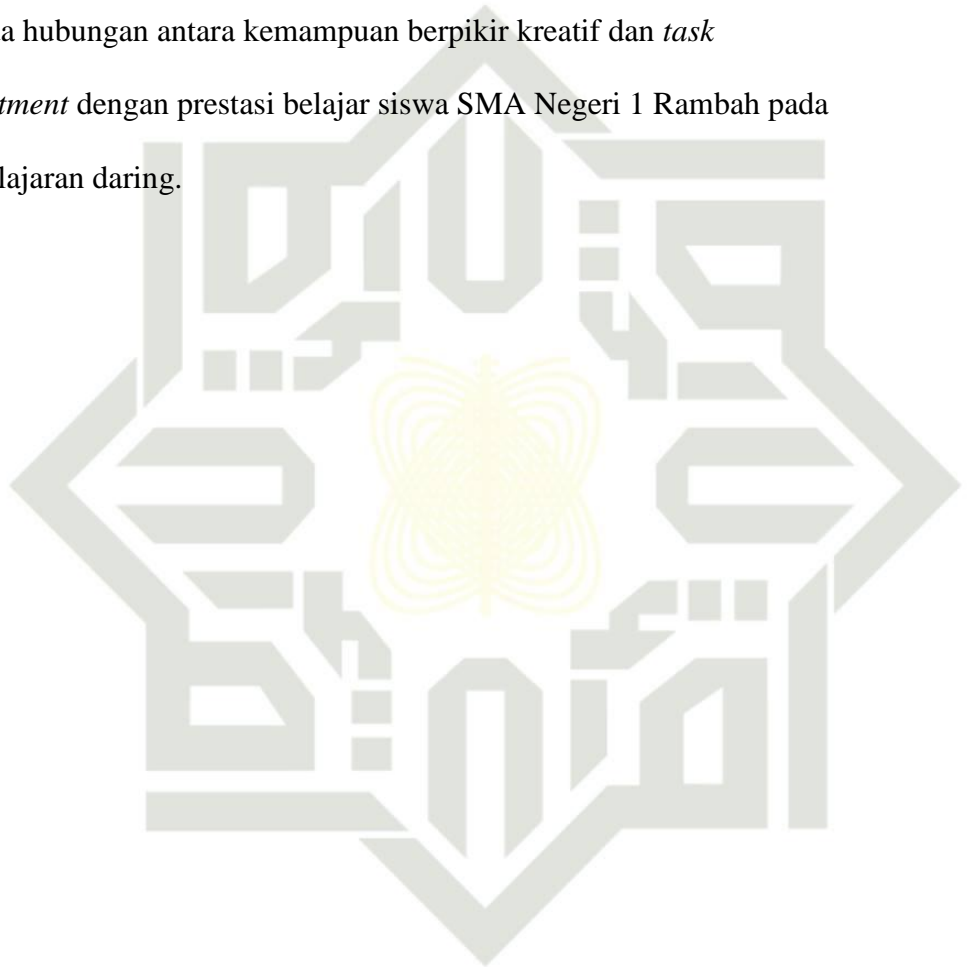 a hubungan antara kemampuan berpikir kreatif dan task
tment dengan prestasi belajar siswa SMA Negeri 1 Rambah pada
lajaran daring.